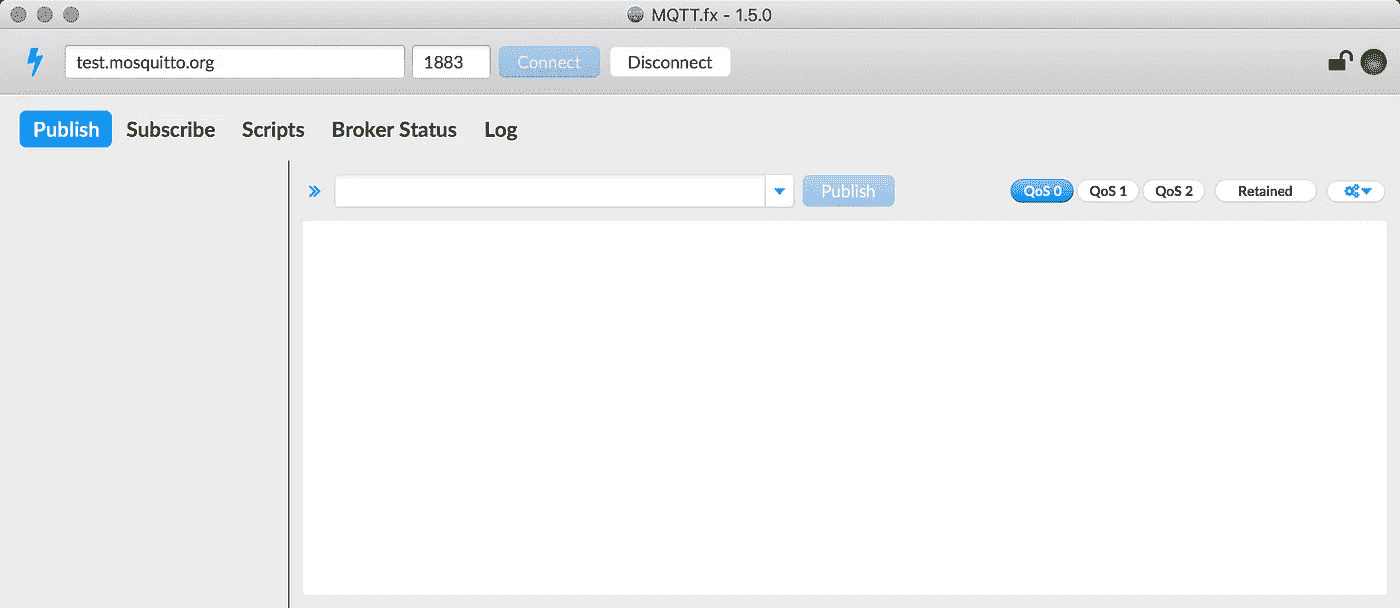 MQTT.fx - 1.5.0
test.mosquitto.org 1883 Connect Disconnect
Publish Subscribe Scripts Broker Status Log
Publish QoS 0 QoS 1 QoS 2 Retained